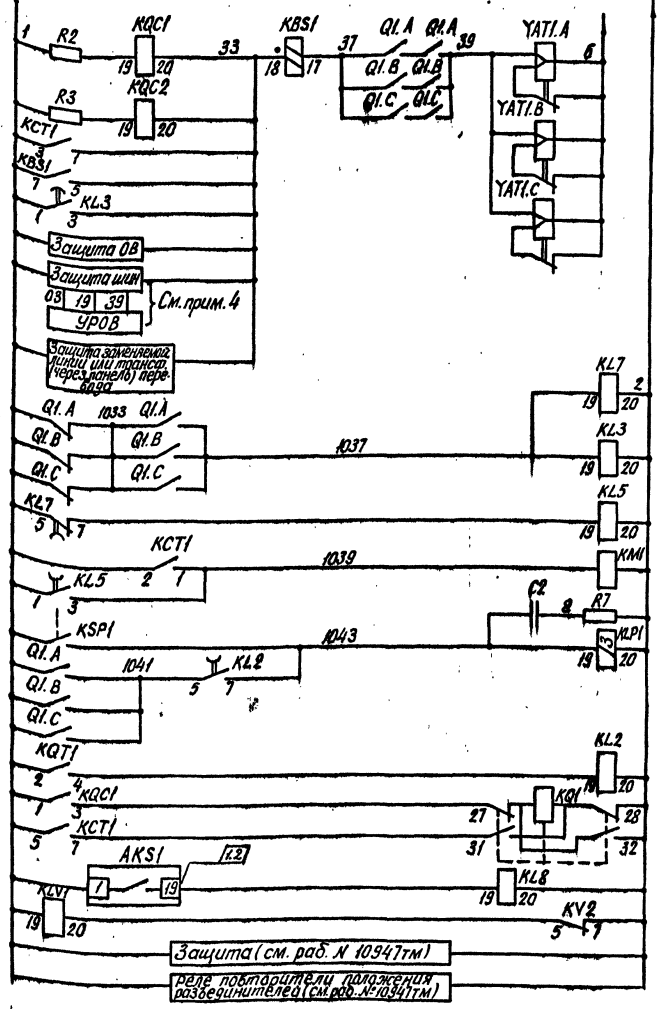 1 R2 KQC1 19 20 33 KBS1 18 17 37 Q1.A Q1.A 39 YAT1.A 6
KQC2 Q1.B Q1.B
R3 19 20 Q1.C Q1.C YAT1.B
KCT1 3 1
KBS1 7 5 YAT1.C
1 KL3 3
Защита ОВ
Защита шин
03 19 39 См. прим. 4
УРОВ
Защита заменяемой
линии или трансф.
(через панель) пере-
вода
KL7 2
19 20
Q1.A 1033 Q1.A
Q1.B Q1.B 1037 KL3
19 20
Q1.C Q1.C
KL7 5 7 KL5
19 20
KCT1 2 1 1039 KM1
1 KL5 3
C2 8 R7
KSP1 1043 KLP1
3
19 20
Q1.A 1041 KL2
5 7
Q1.B
Q1.C
KQT1 2 4 KL2
19 20
1 KQC1 3 27 KQ1 28
5 KCT1 7 31 32
AKS1 1.2
1 19 KL8
19 20
KLV1 19 20 KV2
5 7
Защита (см. раб. N 10947тм)
Реле повторители положения
разъединителей (см. раб. №10947тм)